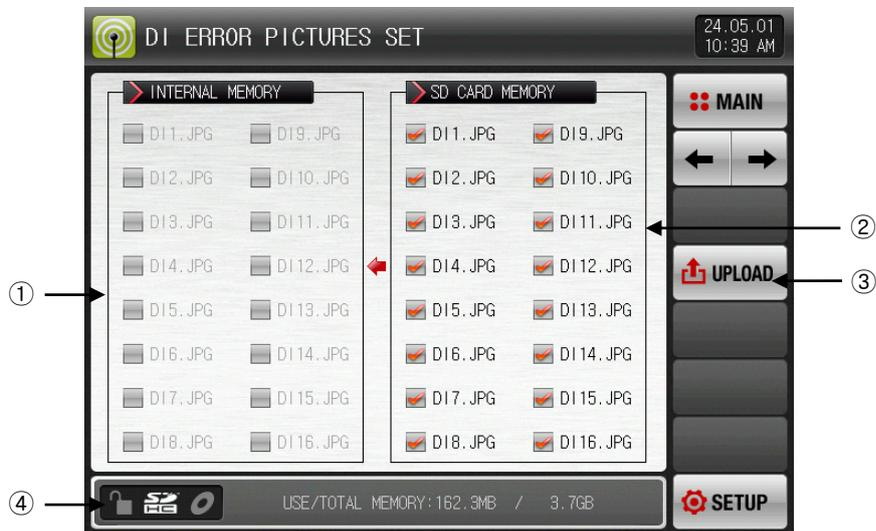 DI ERROR PICTURES SET
24.05.01
10:39 AM
INTERNAL MEMORY
DI1.JPG DI9.JPG
DI2.JPG DI10.JPG
DI3.JPG DI11.JPG
DI4.JPG DI12.JPG
DI5.JPG DI13.JPG
DI6.JPG DI14.JPG
DI7.JPG DI15.JPG
DI8.JPG DI16.JPG
SD CARD MEMORY
DI1.JPG DI9.JPG
DI2.JPG DI10.JPG
DI3.JPG DI11.JPG
DI4.JPG DI12.JPG
DI5.JPG DI13.JPG
DI6.JPG DI14.JPG
DI7.JPG DI15.JPG
DI8.JPG DI16.JPG
MAIN
UPLOAD
SETUP
SD
HC
USE/TOTAL MEMORY:162.3MB / 3.7GB
①
②
③
④